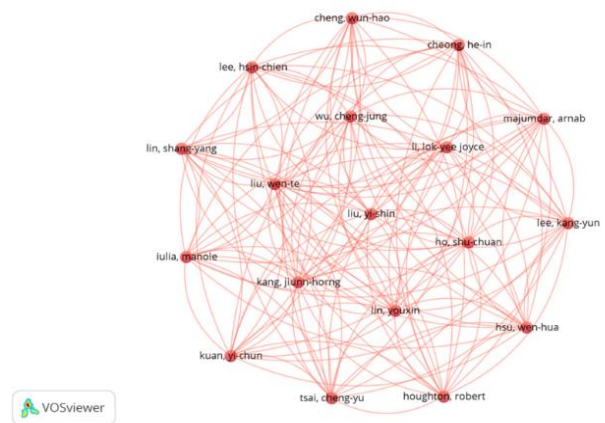 cheng, wun-hao
cheong, he-in
lee, hsin-chien
wu, cheng-jung
majumdar, arnab
lin, shang-yang
li, lok-yee joyce
liu, wen-te
liu, yi-shin
lee, kang-yun
ho, shu-chuan
iulia, manole
kang, jiunn-horng
lin, youxin
hsu, wen-hua
kuan, yi-chun
tsai, cheng-yu
houghton, robert
VOSviewer